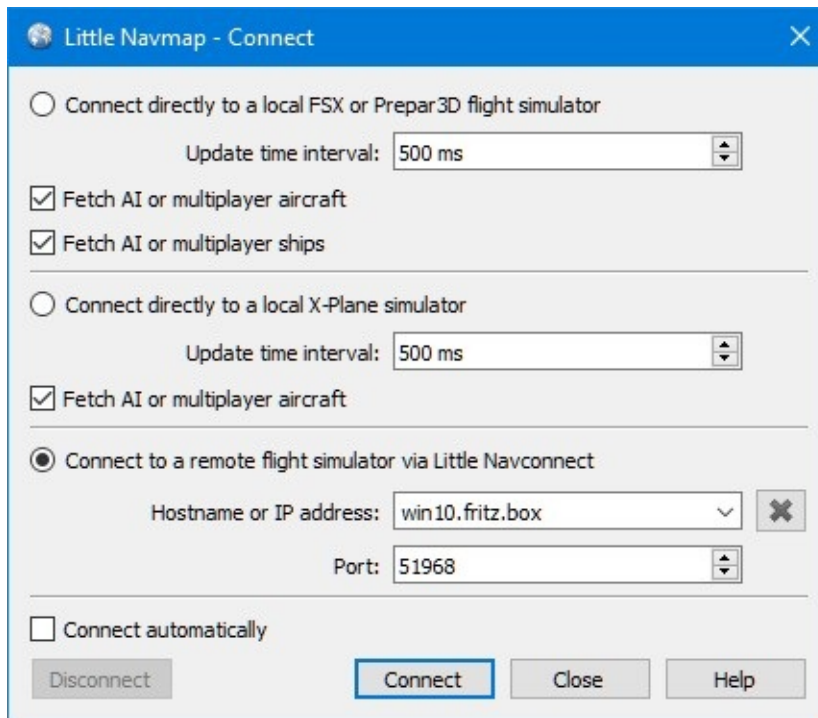 Little Navmap - Connect
Connect directly to a local FSX or Prepar3D flight simulator
Update time interval: 500 ms
Fetch AI or multiplayer aircraft
Fetch AI or multiplayer ships
Connect directly to a local X-Plane simulator
Update time interval: 500 ms
Fetch AI or multiplayer aircraft
Connect to a remote flight simulator via Little Navconnect
Hostname or IP address: win10.fritz.box
Port: 51968
Connect automatically
Disconnect Connect Close Help